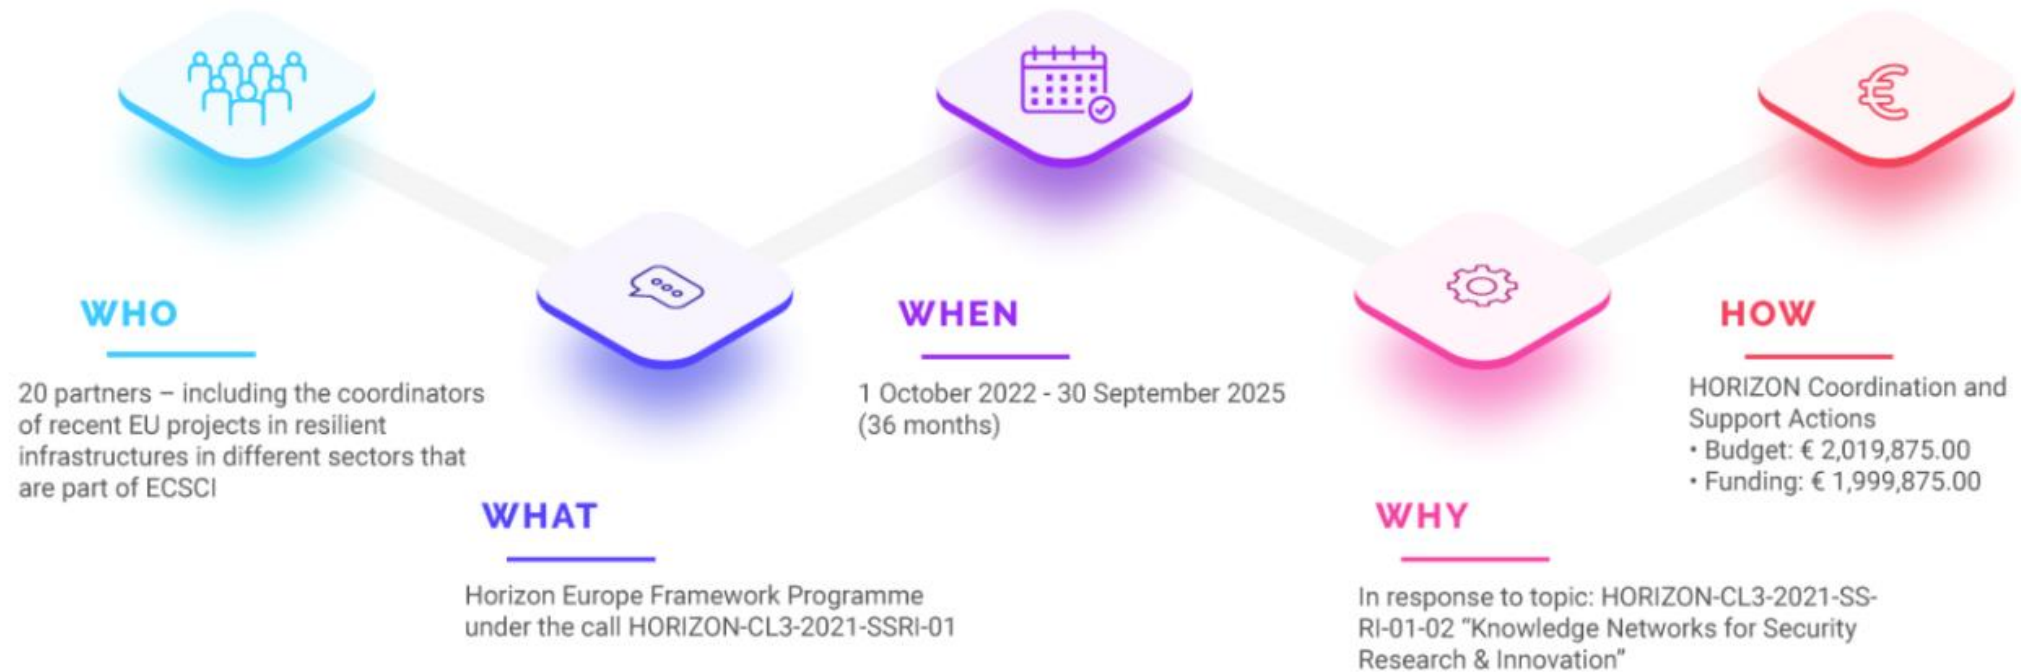 WHO
20 partners – including the coordinators
of recent EU projects in resilient
infrastructures in different sectors that
are part of ECSCI
WHAT
Horizon Europe Framework Programme
under the call HORIZON-CL3-2021-SSRI-01
WHEN
1 October 2022 - 30 September 2025
(36 months)
WHY
In response to topic: HORIZON-CL3-2021-SS-
RI-01-02 “Knowledge Networks for Security
Research & Innovation”
HOW
HORIZON Coordination and
Support Actions
• Budget: € 2,019,875.00
• Funding: € 1,999,875.00